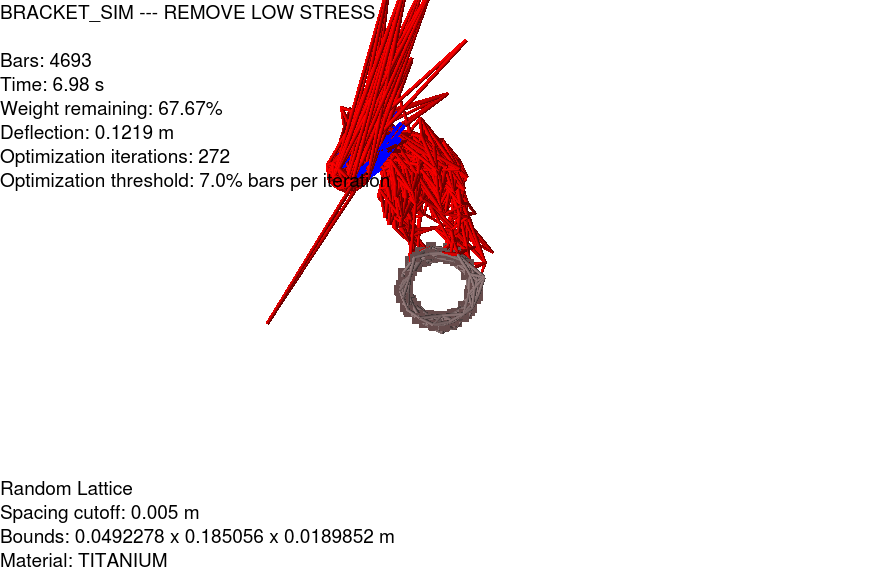 BRACKET_SIM --- REMOVE LOW STRESS
Bars: 4693
Time: 6.98 s
Weight remaining: 67.67%
Deflection: 0.1219 m
Optimization iterations: 272
Optimization threshold: 7.0% bars per iteration
Random Lattice
Spacing cutoff: 0.005 m
Bounds: 0.0492278 x 0.185056 x 0.0189852 m
Material: TITANIUM